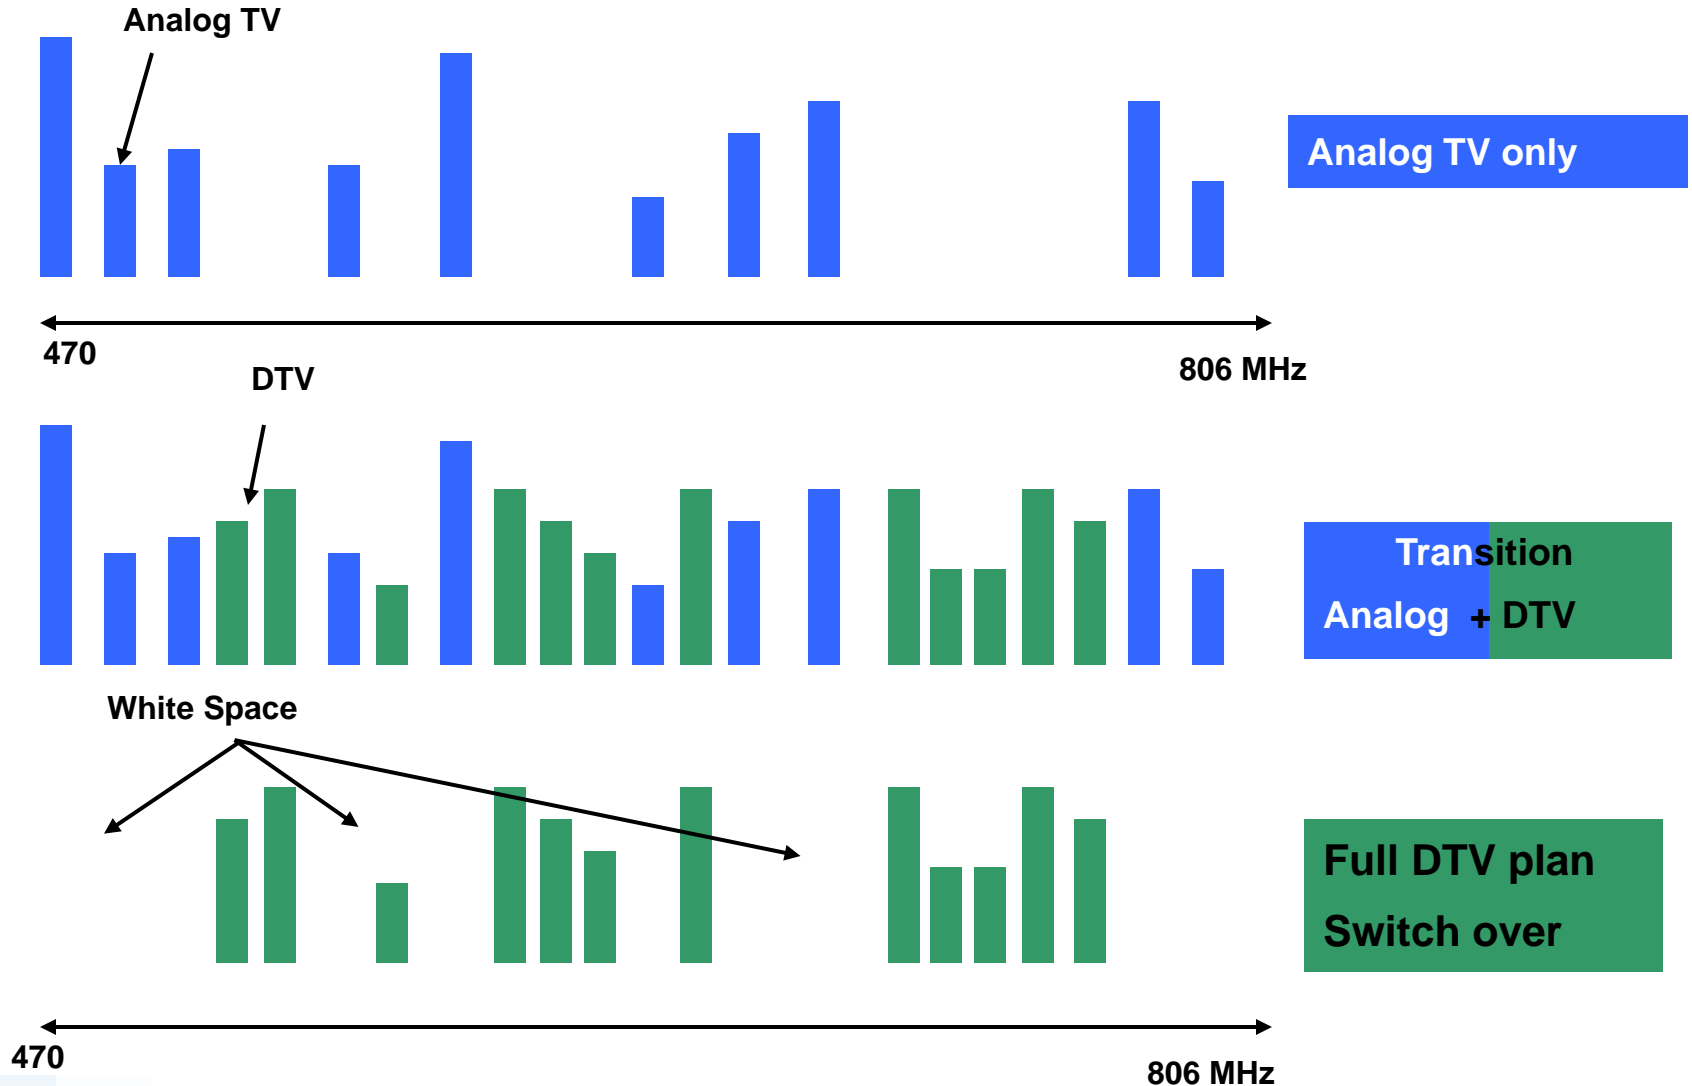 Analog TV
Analog TV only
470
806 MHz
DTV
Transition
Analog + DTV
White Space
Full DTV plan
Switch over
470
806 MHz